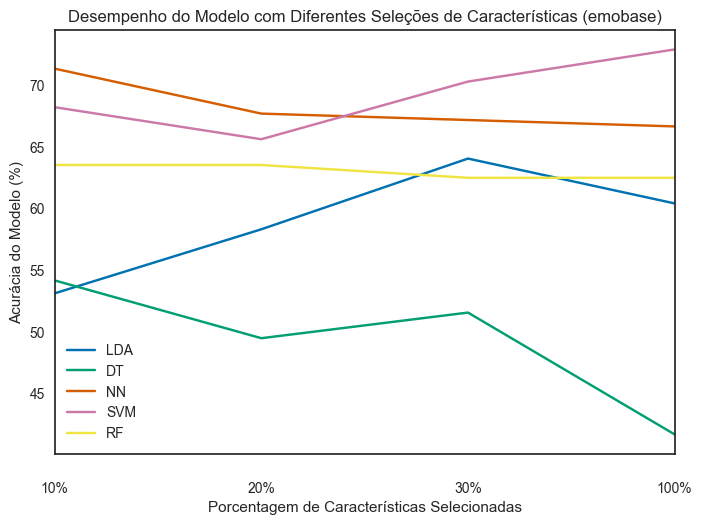 Desempenho do Modelo com Diferentes Seleções de Características (emobase)
Acurácia do Modelo (%)
70
65
60
55
50
45
LDA
DT
NN
SVM
RF
10%
20%
30%
100%
Porcentagem de Características Selecionadas